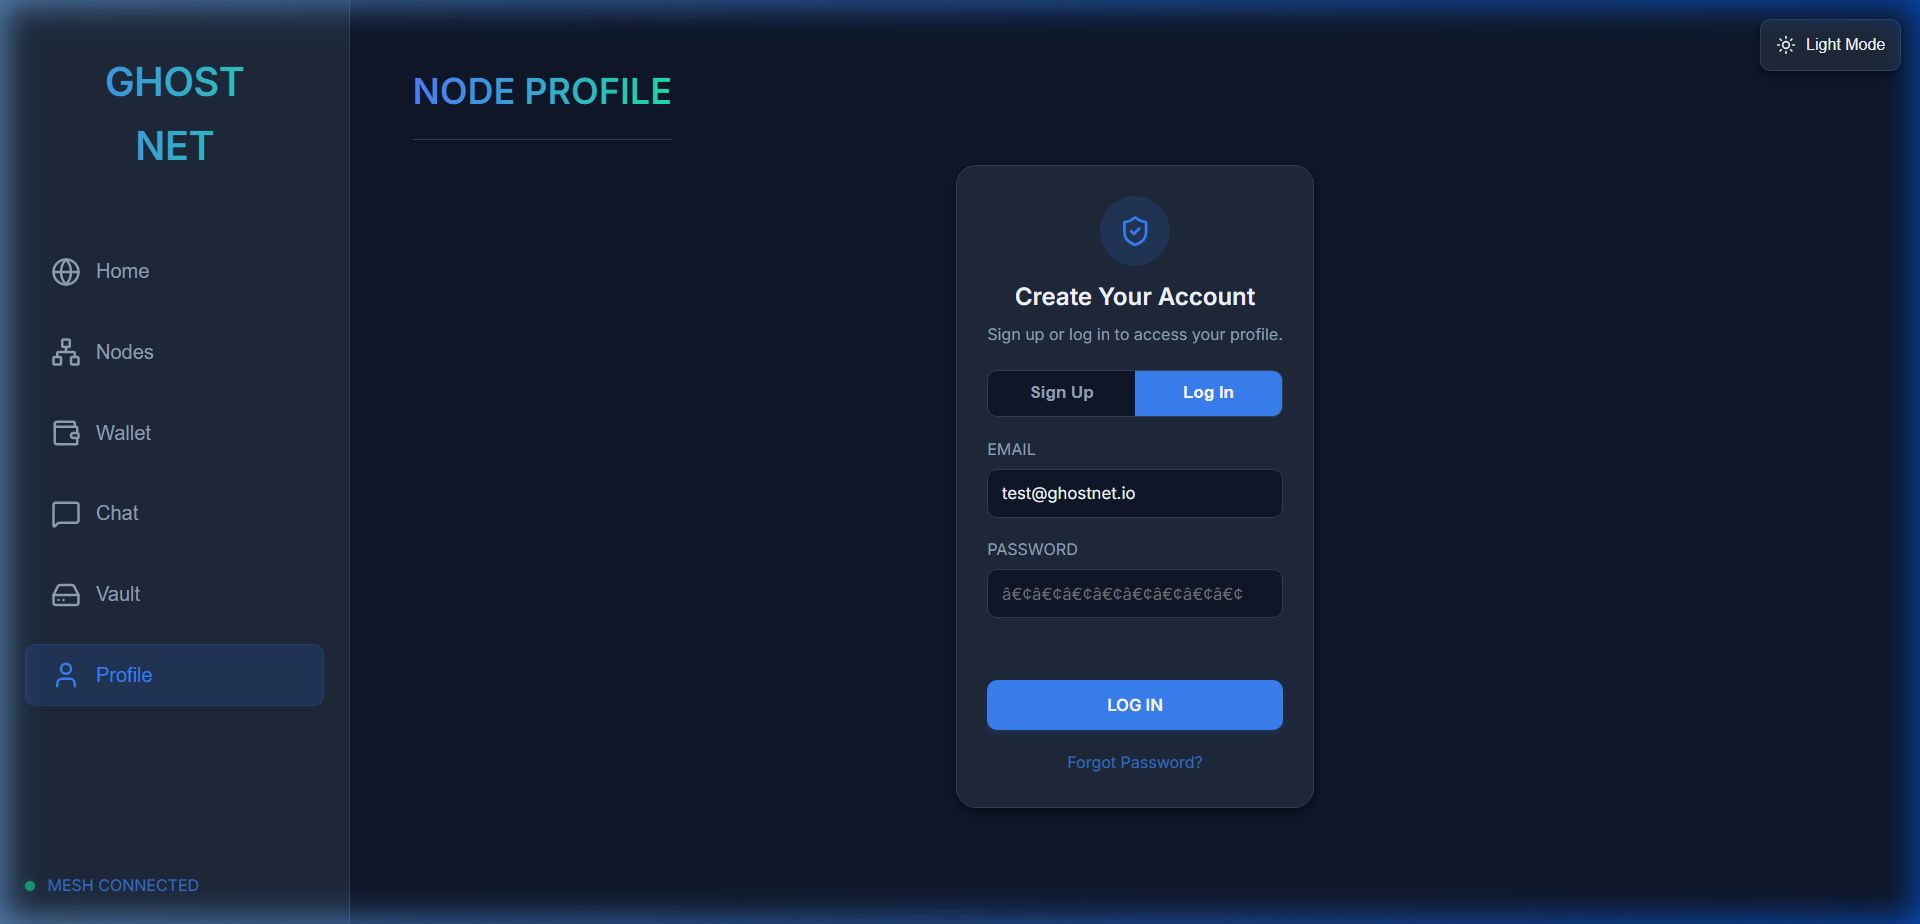 GHOST
NET
Home
Nodes
Wallet
Chat
Vault
Profile
MESH CONNECTED
NODE PROFILE
Light Mode
Create Your Account
Sign up or log in to access your profile.
Sign Up
Log In
EMAIL
test@ghostnet.io
PASSWORD
â€¢â€¢â€¢â€¢â€¢â€¢â€¢â€¢
LOG IN
Forgot Password?